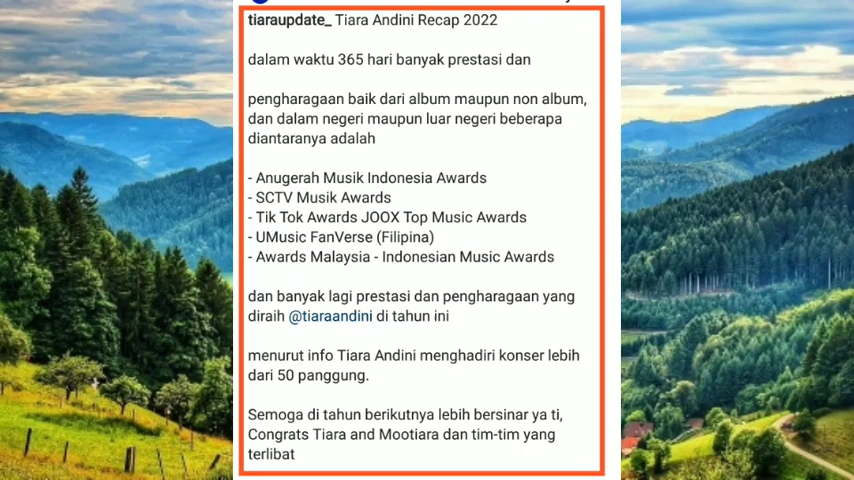 tiaraupdate_ Tiara Andini Recap 2022
dalam waktu 365 hari banyak prestasi dan
pengharagaan baik dari album maupun non album,
dan dalam negeri maupun luar negeri beberapa
diantaranya adalah
- Anugerah Musik Indonesia Awards
- SCTV Musik Awards
- Tik Tok Awards JOOX Top Music Awards
- UMusic FanVerse (Filipina)
- Awards Malaysia - Indonesian Music Awards
dan banyak lagi prestasi dan pengharagaan yang
diraih @tiaraandini di tahun ini
menurut info Tiara Andini menghadiri konser lebih
dari 50 panggung.
Semoga di tahun berikutnya lebih bersinar ya ti,
Congrats Tiara and Mootiara dan tim-tim yang
terlibat